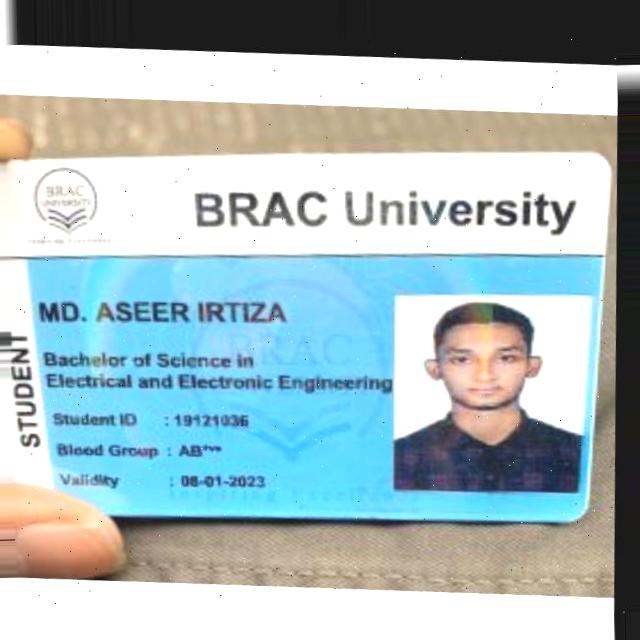 BRAC
UNIVERSITY
BRAC University
STUDENT
MD. ASEER IRTIZA
BRAC
Bachelor of Science in
Electrical and Electronic Engineering
Student ID : 19121036
Blood Group : AB+ve
Validity : 08-01-2023
Inspiring Excellence